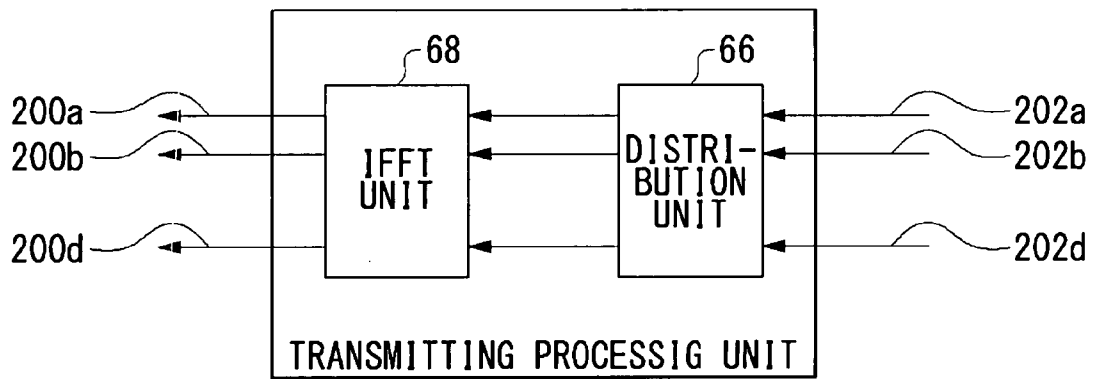 68
66
200a
202a
200b
202b
IFFT
UNIT
DISTRI-
BUTION
UNIT
200d
202d
TRANSMITTING PROCESSIG UNIT